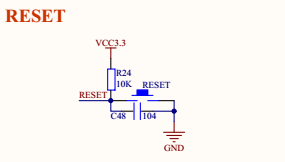 RESET
VCC3.3
R24
10K
RESET
RESET
C48
104
GND